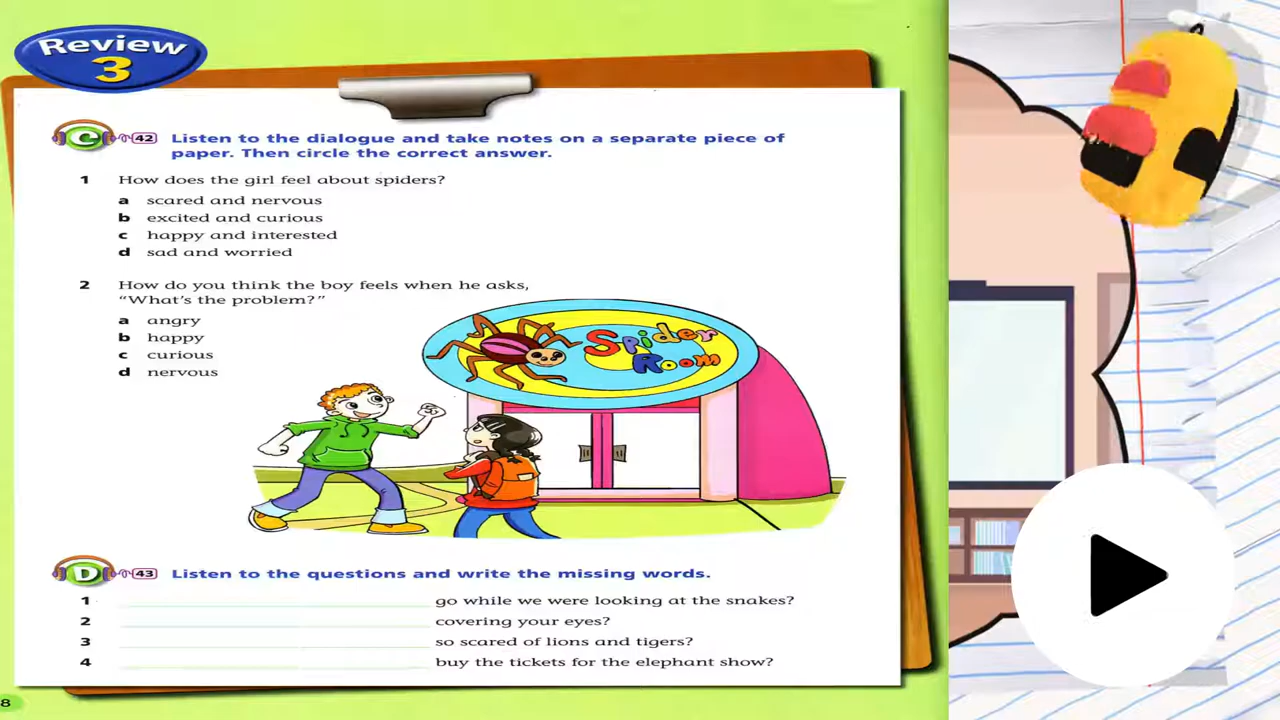 Review
3
C 42 Listen to the dialogue and take notes on a separate piece of
paper. Then circle the correct answer.
1 How does the girl feel about spiders?
a scared and nervous
b excited and curious
c happy and interested
d sad and worried
2 How do you think the boy feels when he asks,
“What’s the problem?”
a angry
b happy
c curious
d nervous
Spider
Room
D 43 Listen to the questions and write the missing words.
1 go while we were looking at the snakes?
2 covering your eyes?
3 so scared of lions and tigers?
4 buy the tickets for the elephant show?
8